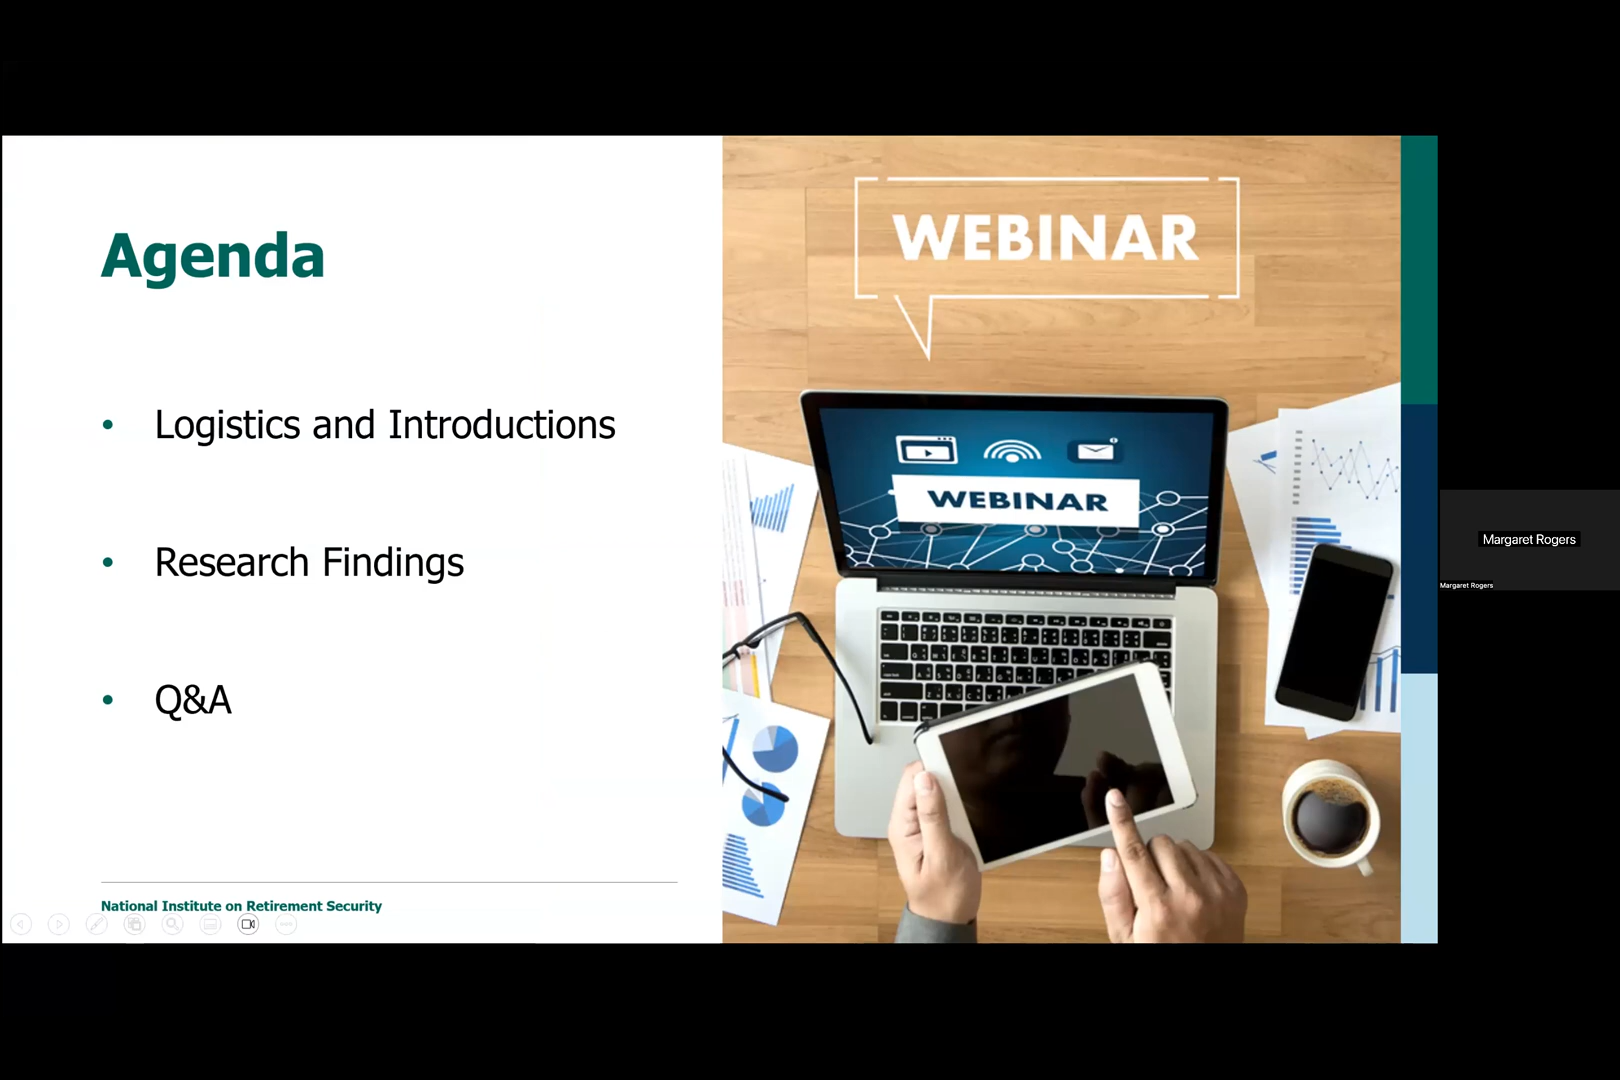 Agenda
• Logistics and Introductions
• Research Findings
• Q&A
National Institute on Retirement Security
WEBINAR
WEBINAR
Margaret Rogers
Margaret Rogers